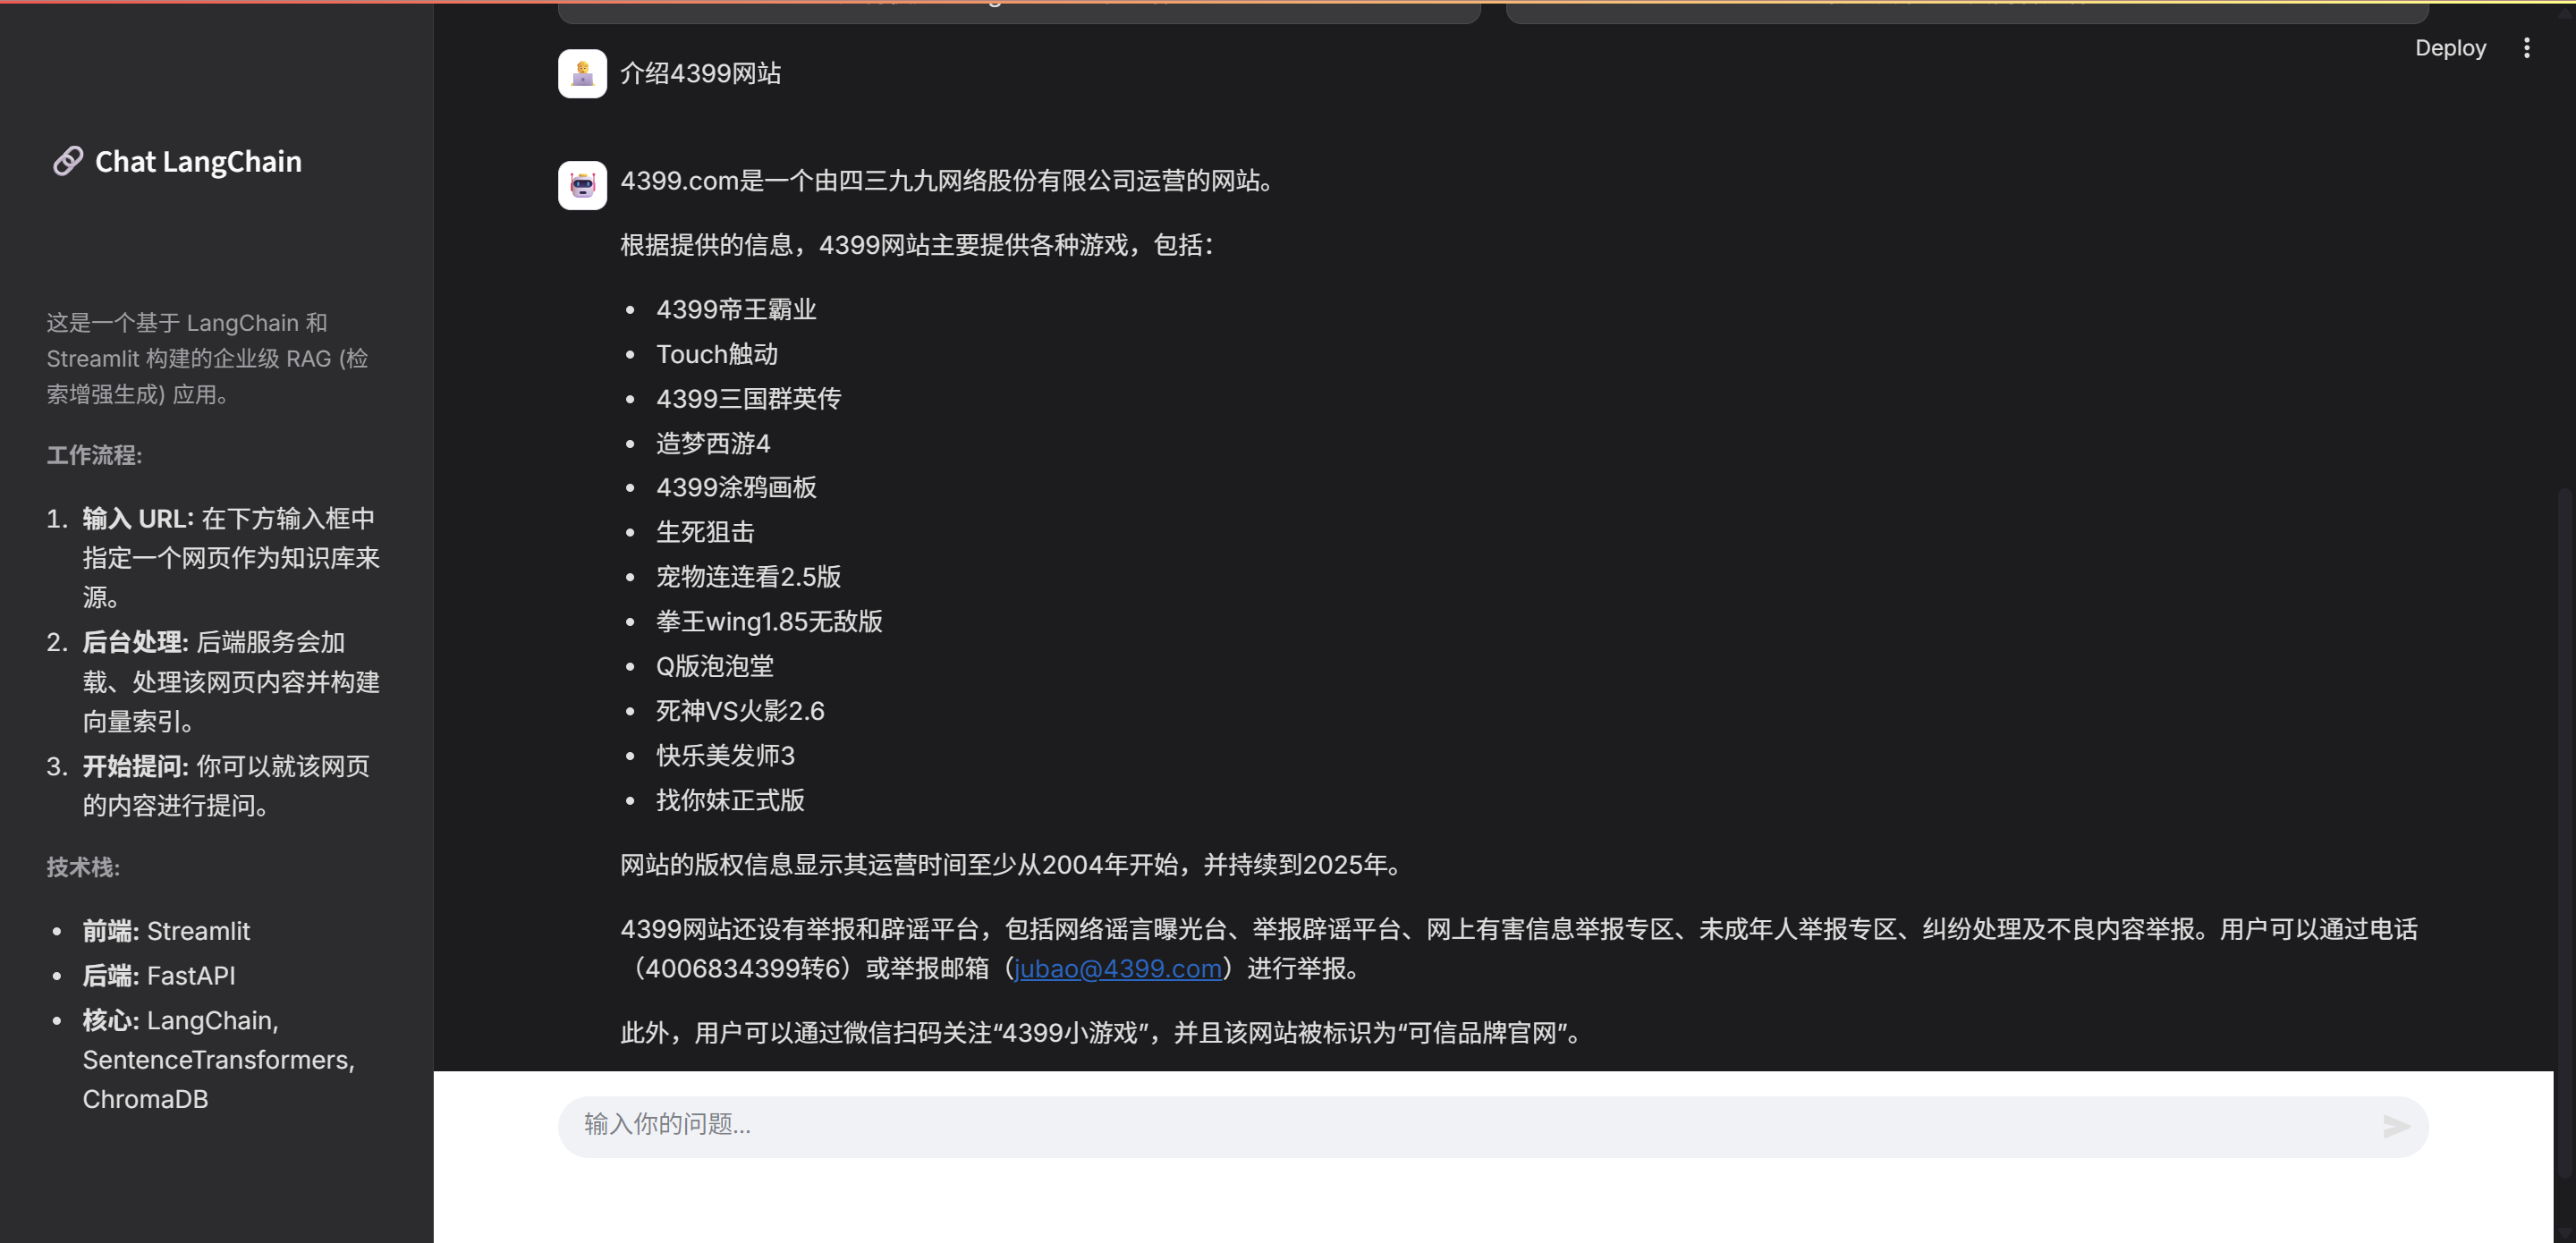 🔗 Chat LangChain
这是一个基于 LangChain 和
Streamlit 构建的企业级 RAG (检
索增强生成) 应用。
工作流程:
1. 输入 URL: 在下方输入框中
指定一个网页作为知识库来
源。
2. 后台处理: 后端服务会加
载、处理该网页内容并构建
向量索引。
3. 开始提问: 你可以就该网页
的内容进行提问。
技术栈:
• 前端: Streamlit
• 后端: FastAPI
• 核心: LangChain,
SentenceTransformers,
ChromaDB
Deploy
介绍4399网站
4399.com是一个由四三九九网络股份有限公司运营的网站。
根据提供的信息，4399网站主要提供各种游戏，包括：
• 4399帝王霸业
• Touch触动
• 4399三国群英传
• 造梦西游4
• 4399涂鸦画板
• 生死狙击
• 宠物连连看2.5版
• 拳王wing1.85无敌版
• Q版泡泡堂
• 死神VS火影2.6
• 快乐美发师3
• 找你妹正式版
网站的版权信息显示其运营时间至少从2004年开始，并持续到2025年。
4399网站还设有举报和辟谣平台，包括网络谣言曝光台、举报辟谣平台、网上有害信息举报专区、未成年人举报专区、纠纷处理及不良内容举报。用户可以通过电话
（4006834399转6）或举报邮箱（jubao@4399.com）进行举报。
此外，用户可以通过微信扫码关注“4399小游戏”，并且该网站被标识为“可信品牌官网”。
输入你的问题...